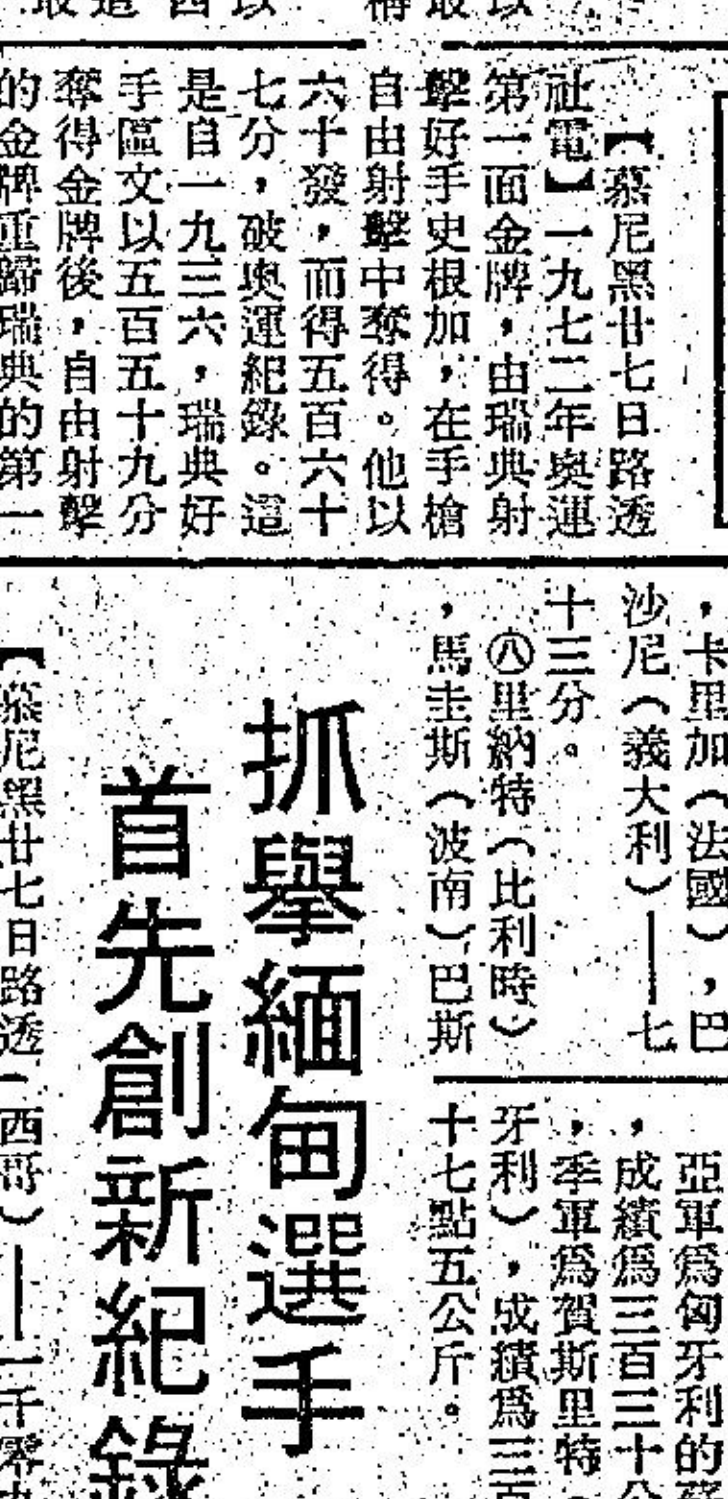 【慕尼黑廿七日路透
社電】一九七二年奧運
第一面金牌，由瑞典射
擊好手史根加，在手槍
自由射擊中奪得。他以
六十發，而得五百六十
七分，破奧運紀錄。這
是自一九三六，瑞典好
手區文以五百五十九分
奪得金牌後，自由射擊
的金牌重歸瑞典的第一
，卡里加（法國），巴
沙尼（義大利）——七
十三分。
㊇里納特（比利時）
，馬圭斯（波南）巴斯
亞軍為匈牙利的
，成績為三百三十公
，季軍為賀斯里特
牙利），成績為三百
十七點五公斤。
抓舉緬甸選手
首先創新紀錄
【慕尼黑廿七日路透
西哥）——一千零